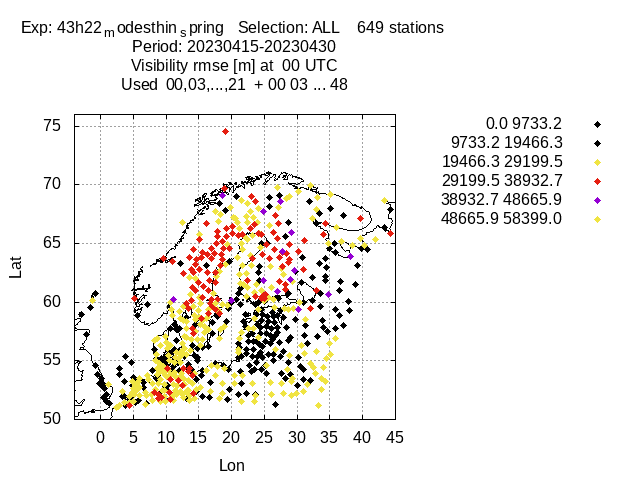 Exp: 43h22modesthinspring Selection: ALL 649 stations
Period: 20230415-20230430
Visibility rmse [m] at 00 UTC
Used 00,03,...,21 + 00 03 ... 48
0.0 9733.2
9733.2 19466.3
19466.3 29199.5
29199.5 38932.7
38932.7 48665.9
48665.9 58399.0
75
70
65
60
55
50
Lat
0 5 10 15 20 25 30 35 40 45
Lon